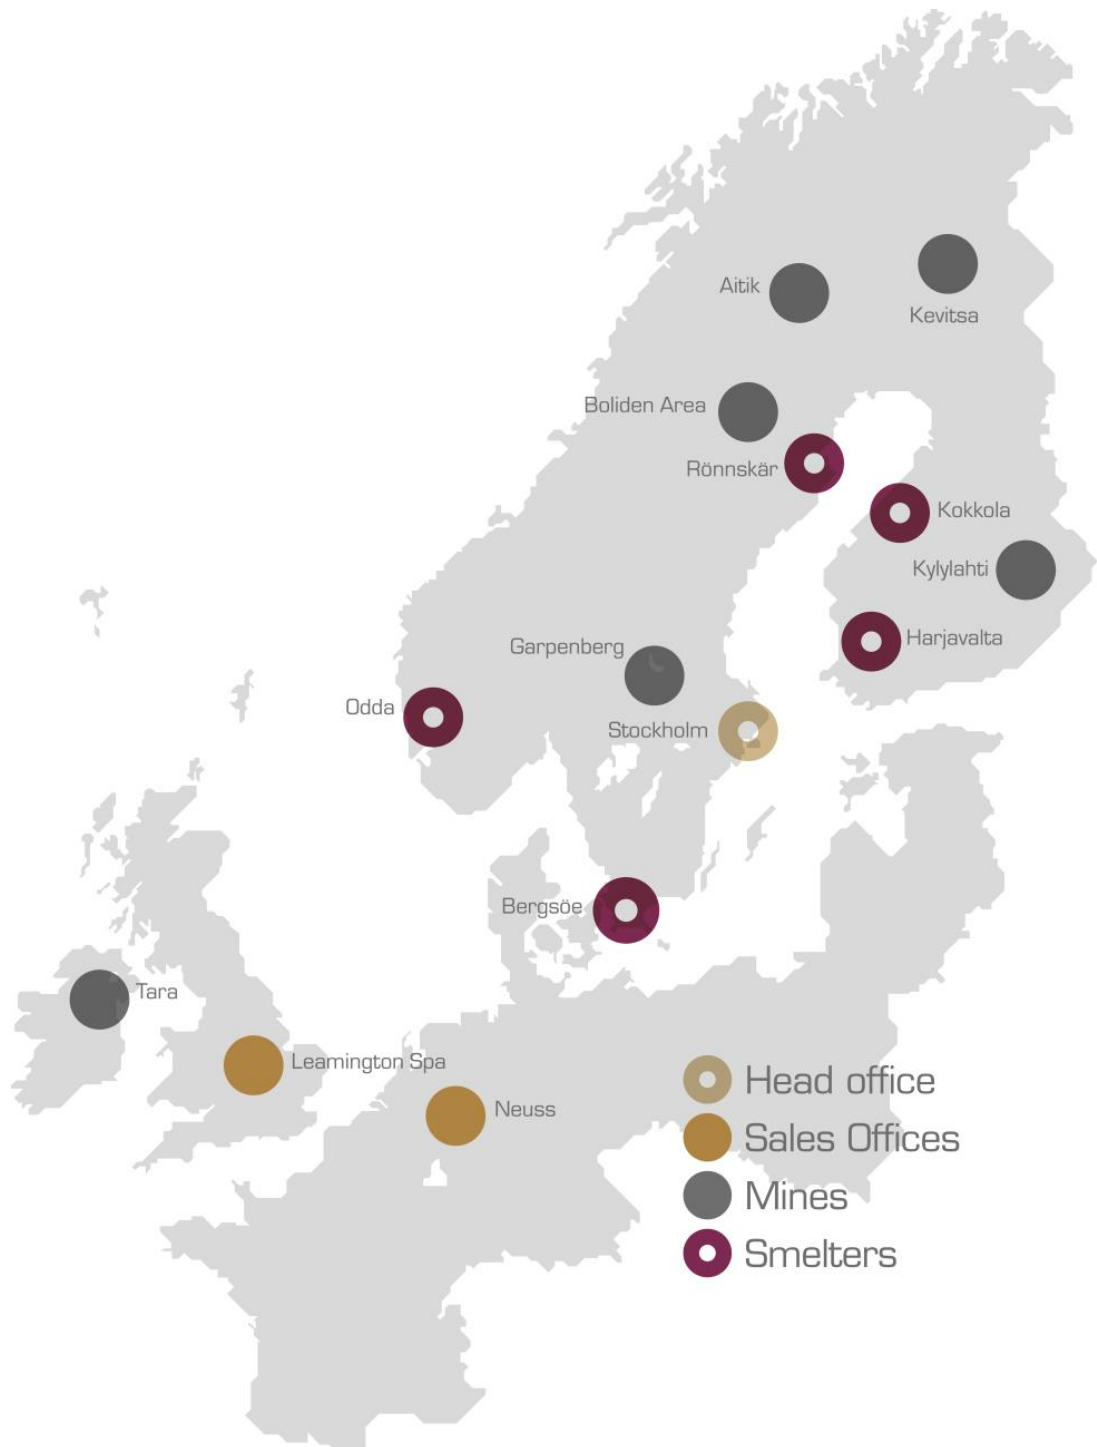 Aitik
Kevitsa
Boliden Area
Rönnskär
Kokkola
Kylylahti
Harjavalta
Garpenberg
Odda
Stockholm
Bergsöe
Tara
Leamington Spa
Neuss
Head office
Sales Offices
Mines
Smelters